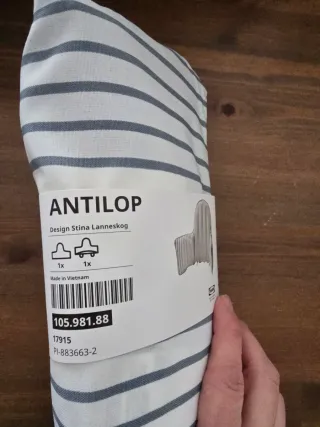 ANTILOP
Design Stina Lanneskog
1x 1x
Made in Vietnam
105.981.88
17915
PI-883663-2